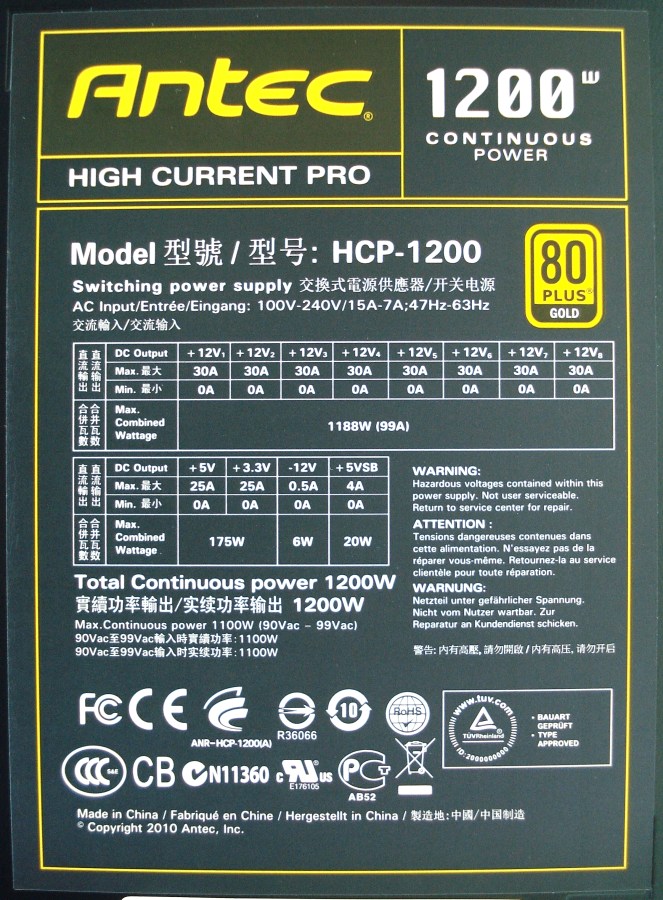 Antec®
1200W
CONTINUOUS
POWER
HIGH CURRENT PRO
Model 型號 / 型号: HCP-1200
Switching power supply 交換式電源供應器/开关电源
AC Input/Entrée/Eingang: 100V-240V/15A-7A;47Hz-63Hz
交流輸入/交流输入
80
PLUS®
GOLD
直流輸出 直流输出
DC Output +12V1 +12V2 +12V3 +12V4 +12V5 +12V6 +12V7 +12V8
Max. 最大 30A 30A 30A 30A 30A 30A 30A 30A
Min. 最小 0A 0A 0A 0A 0A 0A 0A 0A
合併瓦數 合并瓦数
Max.
Combined
Wattage
1188W (99A)
直流輸出 直流输出
DC Output +5V +3.3V -12V +5VSB
Max. 最大 25A 25A 0.5A 4A
Min. 最小 0A 0A 0A 0A
合併瓦數 合并瓦数
Max.
Combined
Wattage
175W 6W 20W
Total Continuous power 1200W
實績功率輸出/实续功率输出 1200W
Max.Continuous power 1100W (90Vac – 99Vac)
90Vac至99Vac輸入時實績功率:1100W
90Vac至99Vac输入时实续功率:1100W
WARNING:
Hazardous voltages contained within this
power supply. Not user serviceable.
Return to service center for repair.
ATTENTION :
Tensions dangereuses contenues dans
cette alimentation. N'essayez pas de la
réparer vous-même. Retournez-la au service
clientèle pour toute réparation.
WARNUNG:
Netzteil unter gefährlicher Spannung.
Nicht vom Nutzer wartbar. Zur
Reparatur an Kundendienst schicken.
警告: 内有高壓, 請勿開啟 / 内有高压, 请勿开启
FC CE
ANR-HCP-1200(A)
R36066
10
RoHS
www.tuv.com
TÜVRheinland
ID:2000000000
• BAUART
GEPRÜFT
• TYPE
APPROVED
CCC S&E
CB
N11360
c RU US
E176105
PCT
AB52
Made in China / Fabriqué en Chine / Hergestellt in China / 製造地:中國/中国制造
© Copyright 2010 Antec, Inc.